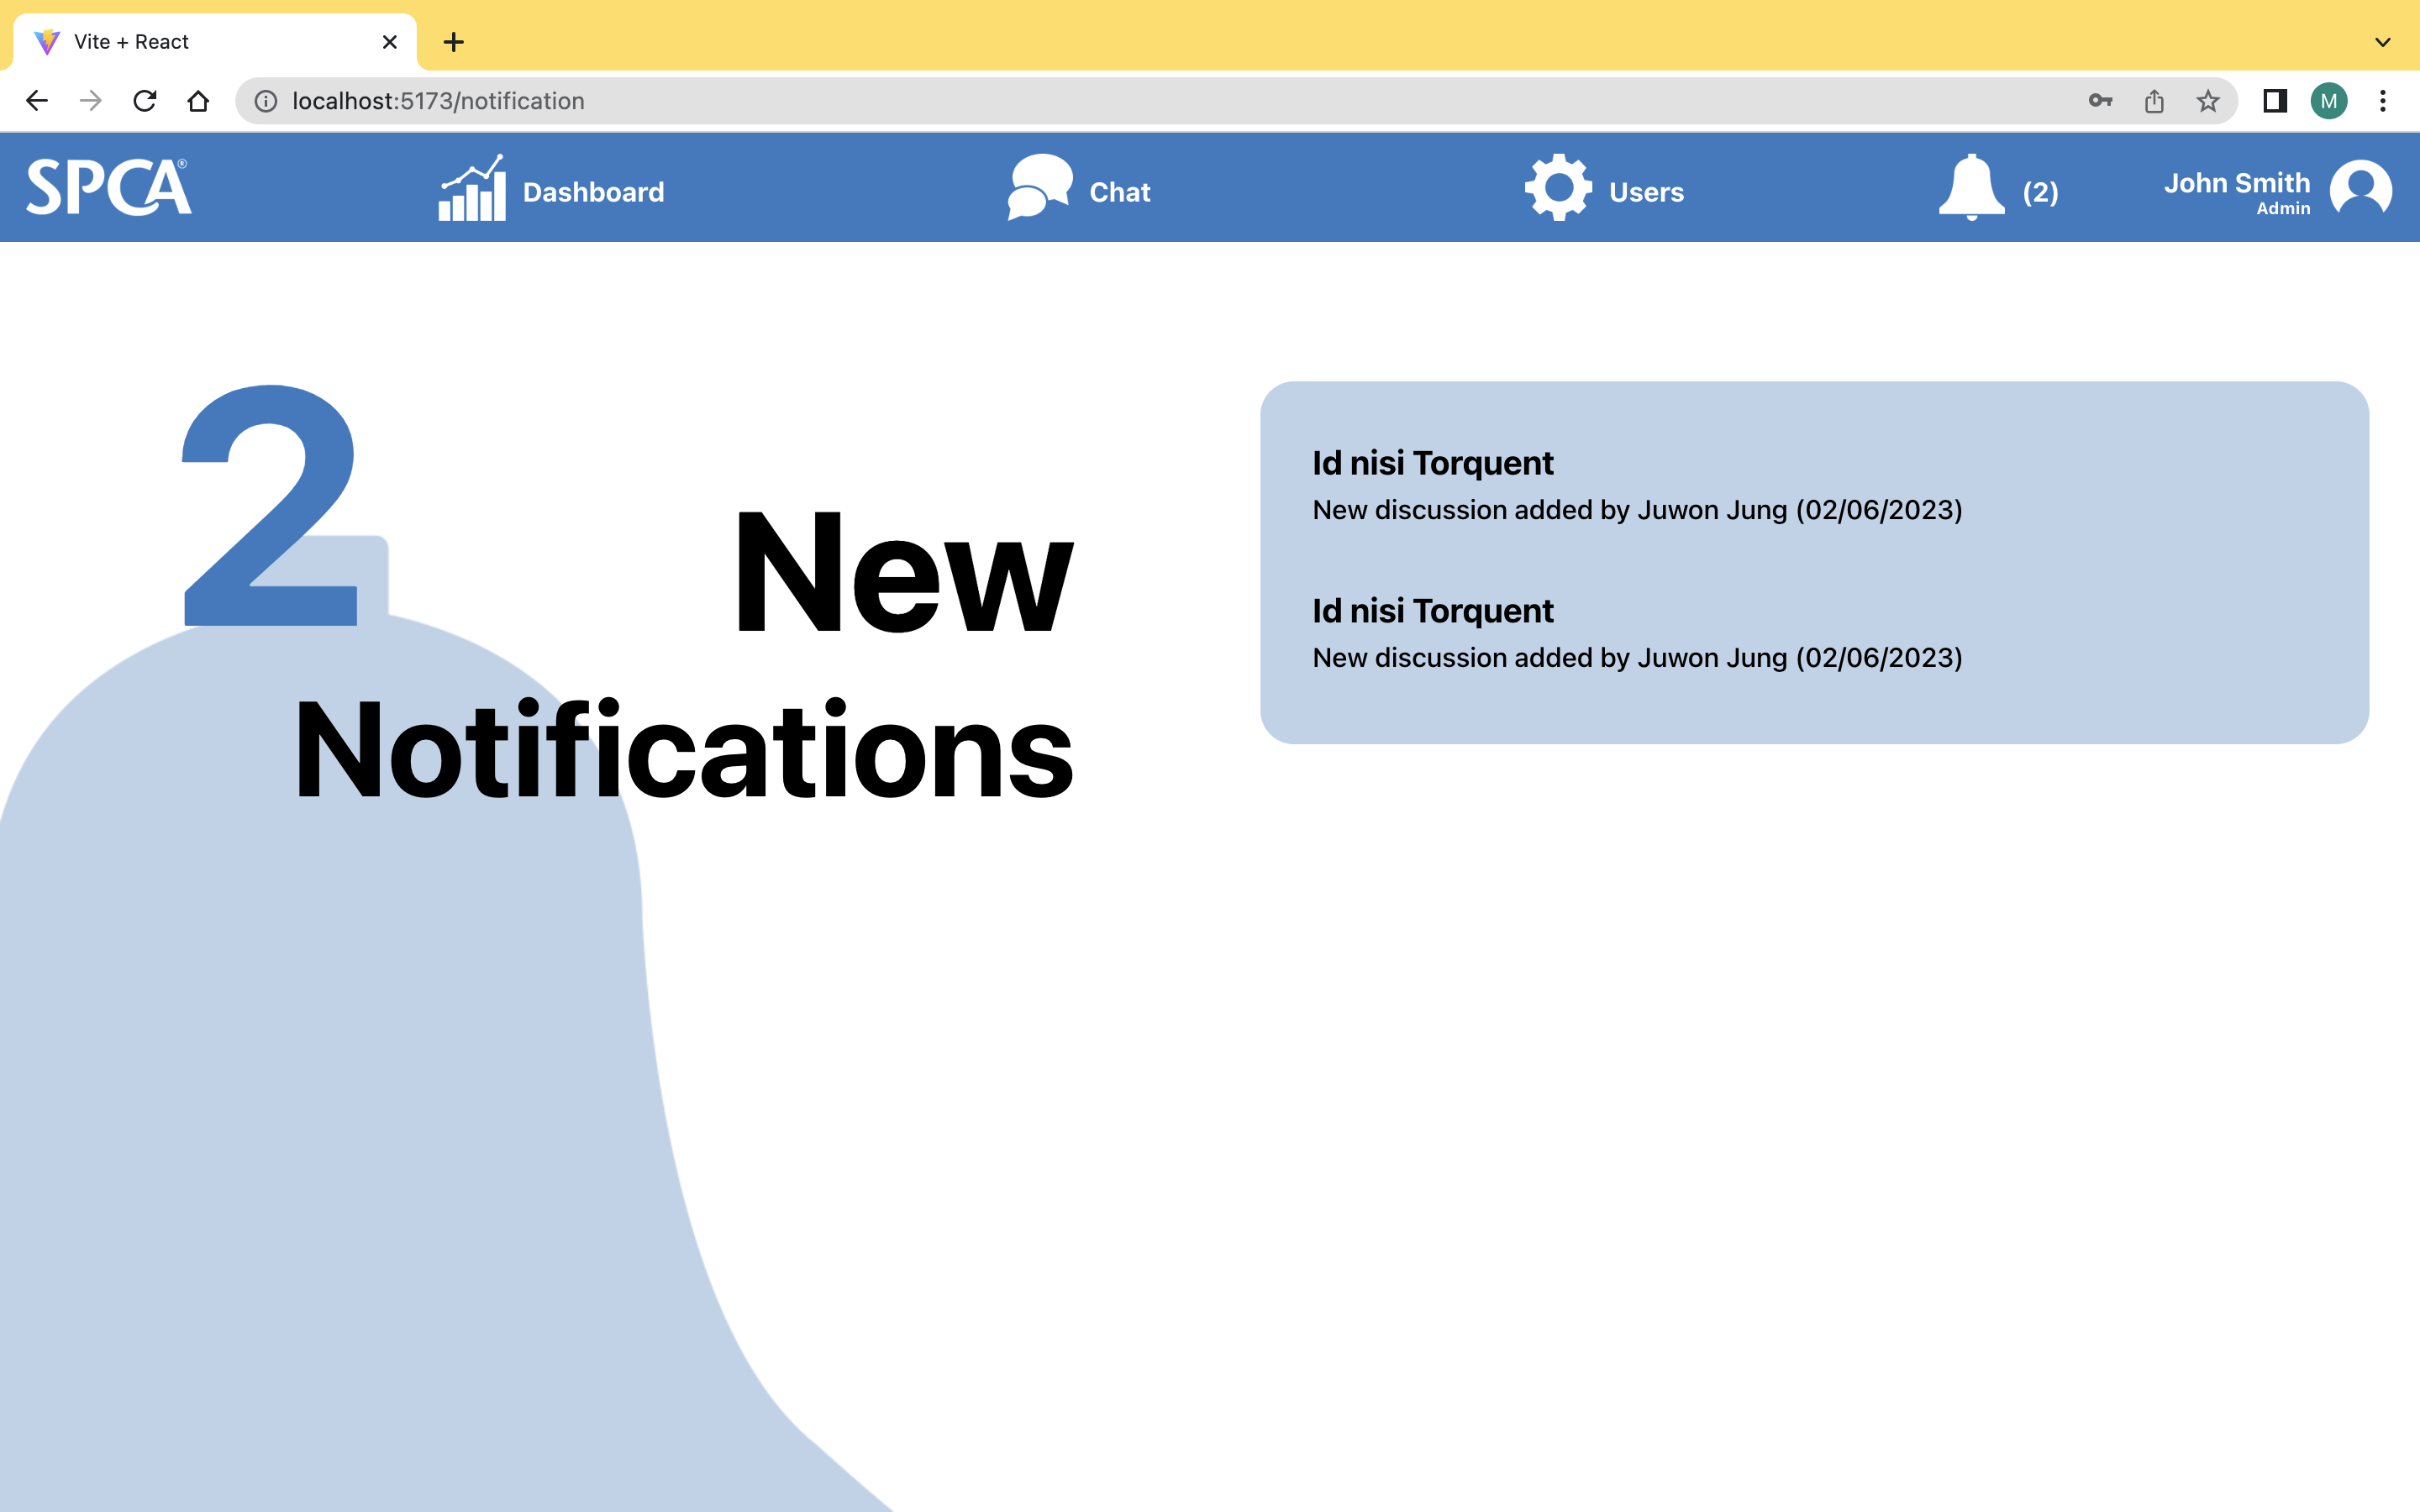 Vite + React
localhost:5173/notification
M
SPCA®
Dashboard
Chat
Users
(2)
John Smith
Admin
2
New
Notifications
Id nisi Torquent
New discussion added by Juwon Jung (02/06/2023)
Id nisi Torquent
New discussion added by Juwon Jung (02/06/2023)